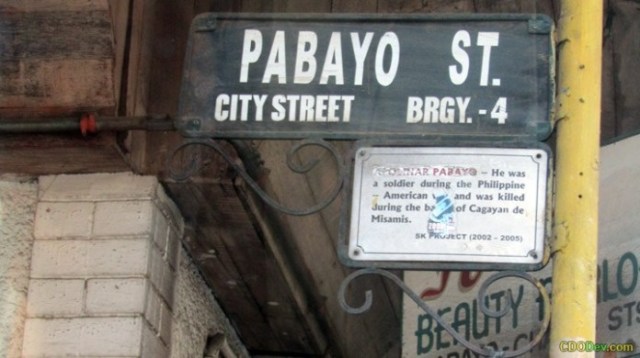 PABAYO ST.
CITY STREET BRGY. - 4
APOLINAR PABAYO – He was
a soldier during the Philippine
– American and was killed
during the of Cagayan de
Misamis.
SK PROJECT (2002 - 2005)
BEAUTY
CDODev.com